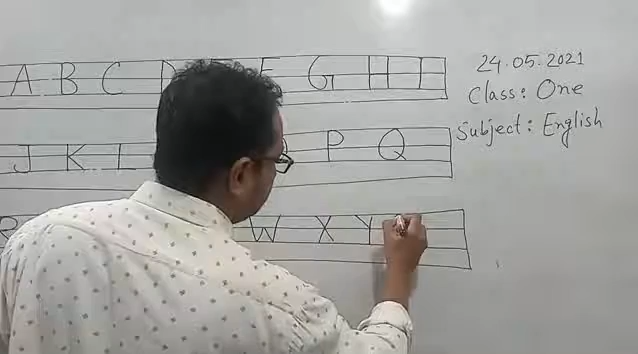 A B C D F G H I
J K L P Q
R W X Y
24.05.2021
Class: One
Subject: English